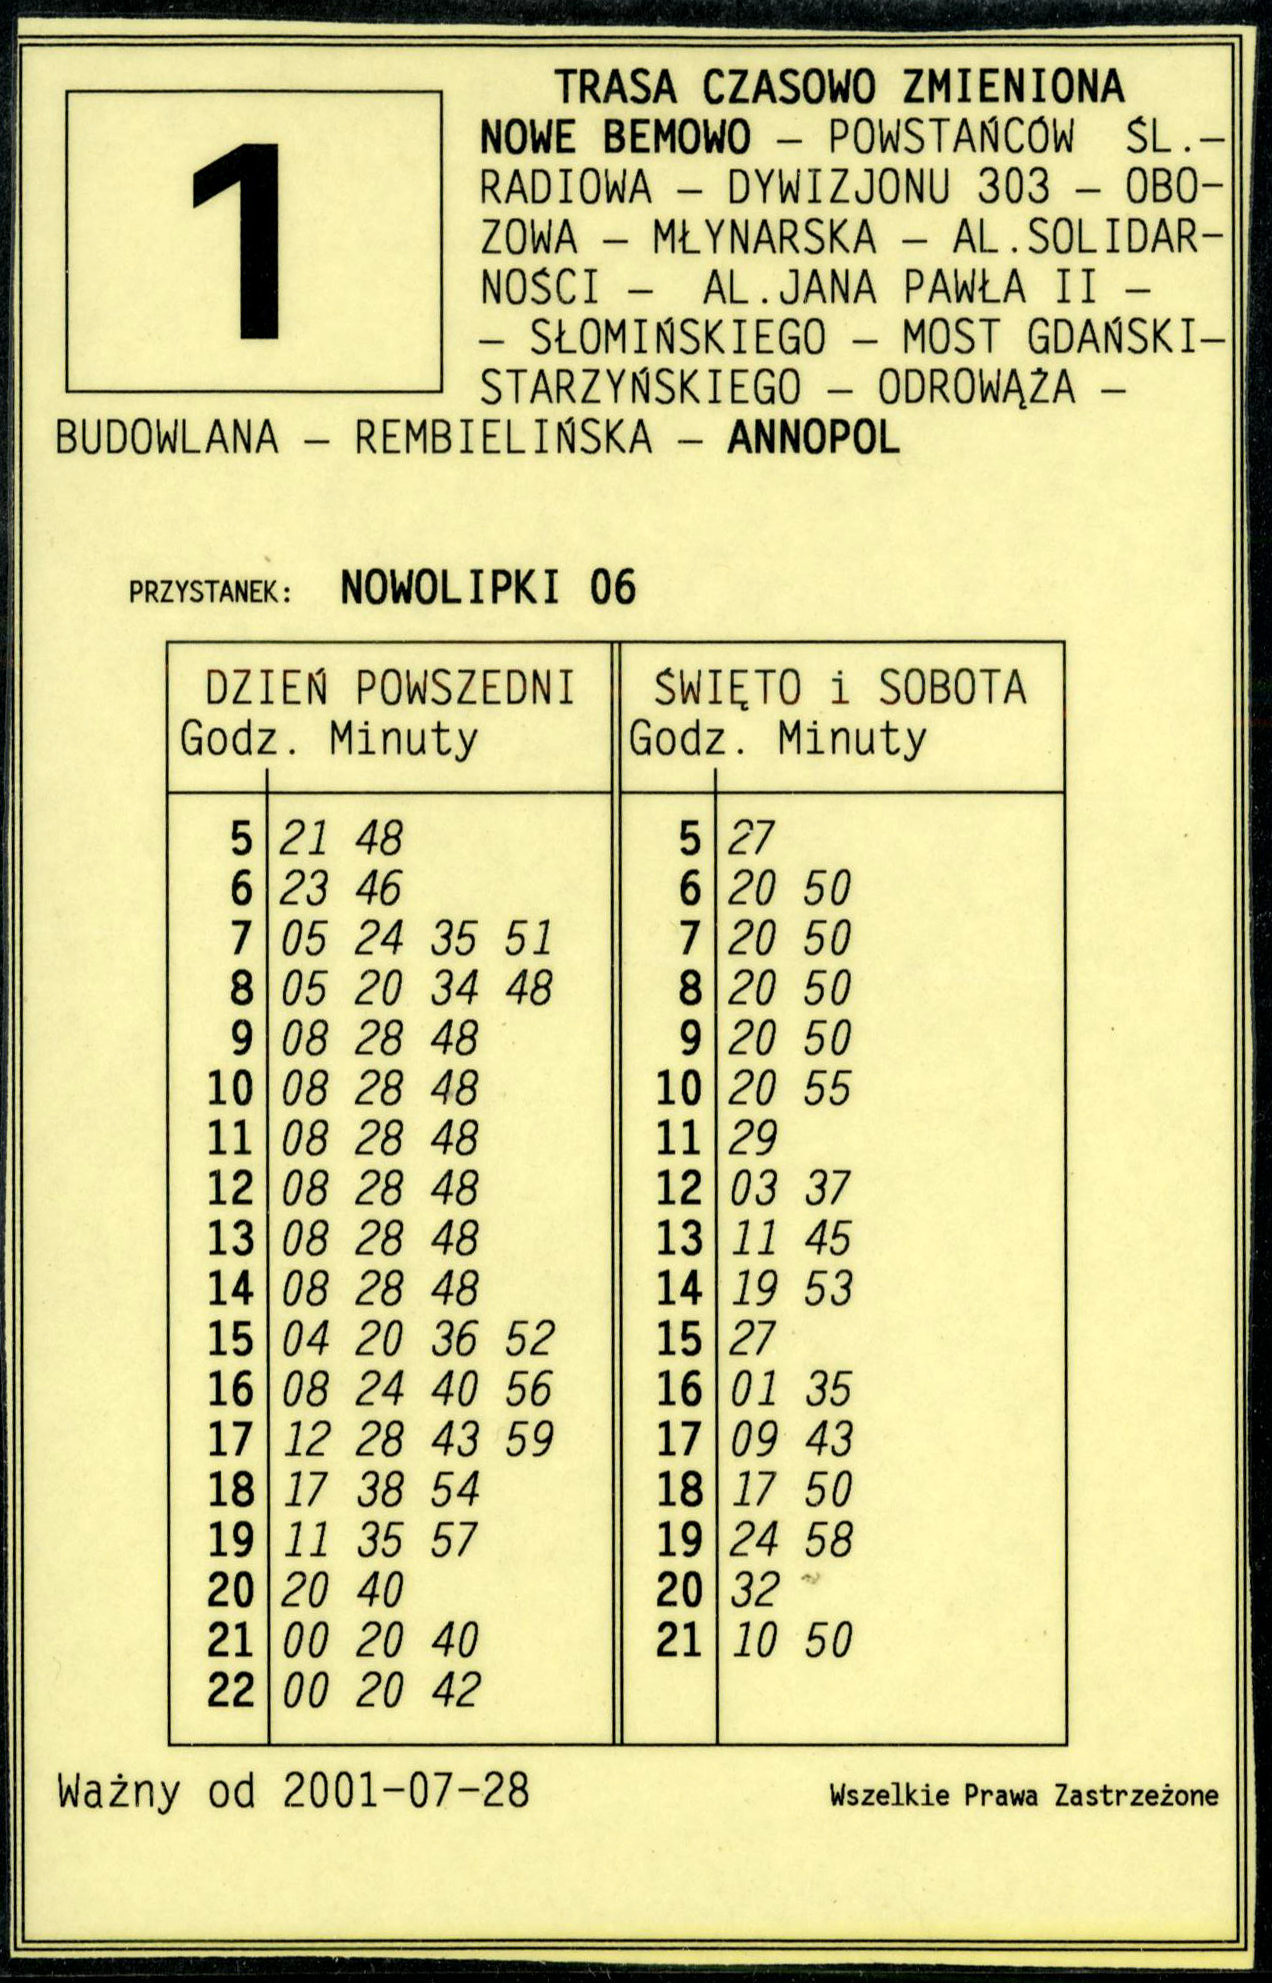 1
TRASA CZASOWO ZMIENIONA
NOWE BEMOWO – POWSTAŃCÓW ŚL.–
RADIOWA – DYWIZJONU 303 – OBO–
ZOWA – MŁYNARSKA – AL.SOLIDAR–
NOŚCI – AL.JANA PAWŁA II –
– SŁOMIŃSKIEGO – MOST GDAŃSKI–
STARZYŃSKIEGO – ODROWĄŻA –
BUDOWLANA – REMBIELIŃSKA – ANNOPOL
PRZYSTANEK: NOWOLIPKI 06
DZIEŃ POWSZEDNI ŚWIĘTO i SOBOTA
Godz. Minuty Godz. Minuty
5 21 48 5 27
6 23 46 6 20 50
7 05 24 35 51 7 20 50
8 05 20 34 48 8 20 50
9 08 28 48 9 20 50
10 08 28 48 10 20 55
11 08 28 48 11 29
12 08 28 48 12 03 37
13 08 28 48 13 11 45
14 08 28 48 14 19 53
15 04 20 36 52 15 27
16 08 24 40 56 16 01 35
17 12 28 43 59 17 09 43
18 17 38 54 18 17 50
19 11 35 57 19 24 58
20 20 40 20 32
21 00 20 40 21 10 50
22 00 20 42
Ważny od 2001–07–28 Wszelkie Prawa Zastrzeżone